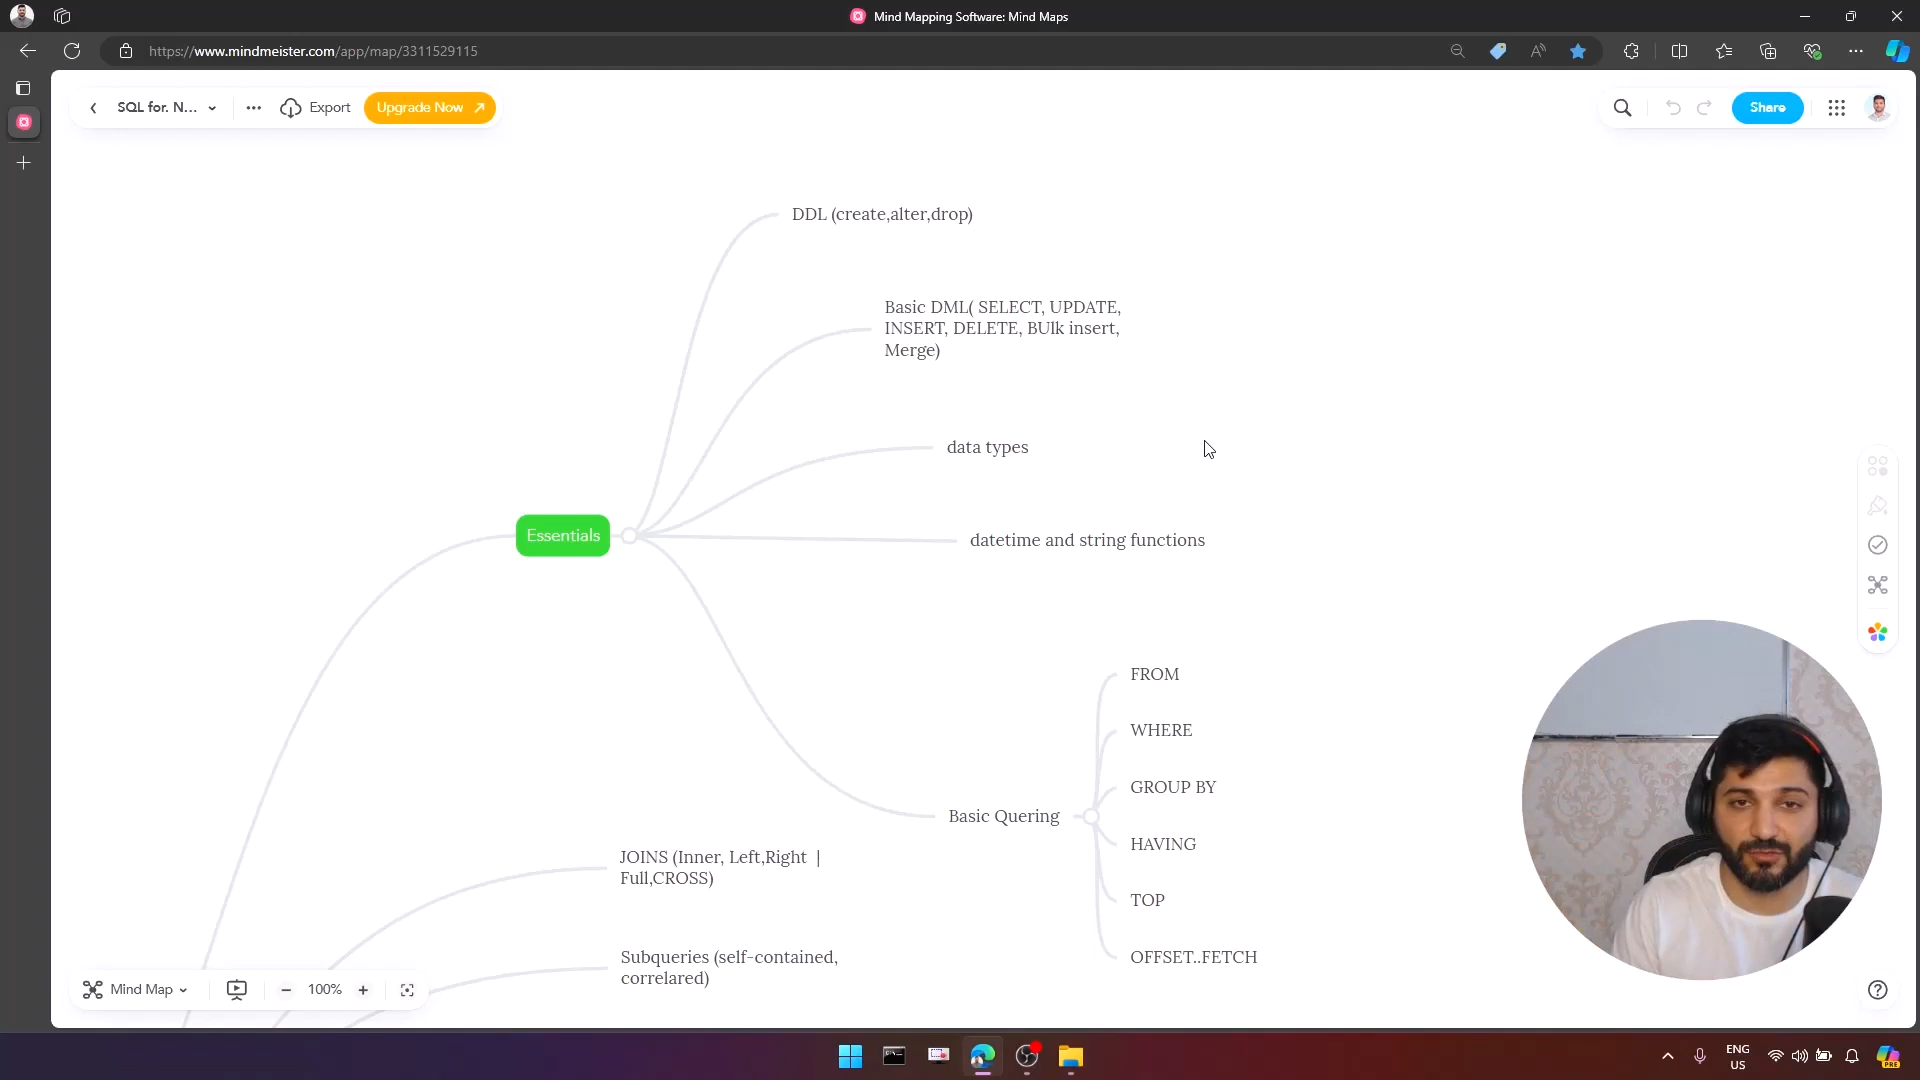 Mind Mapping Software: Mind Maps
https://www.mindmeister.com/app/map/3311529115
SQL for. N...
Export
Upgrade Now
Share
DDL (create,alter,drop)
Basic DML( SELECT, UPDATE,
INSERT, DELETE, BUlk insert,
Merge)
data types
Essentials
datetime and string functions
FROM
WHERE
GROUP BY
Basic Quering
HAVING
TOP
OFFSET..FETCH
JOINS (Inner, Left,Right |
Full,CROSS)
Subqueries (self-contained,
correlared)
Mind Map
100%
ENG
US
PRE